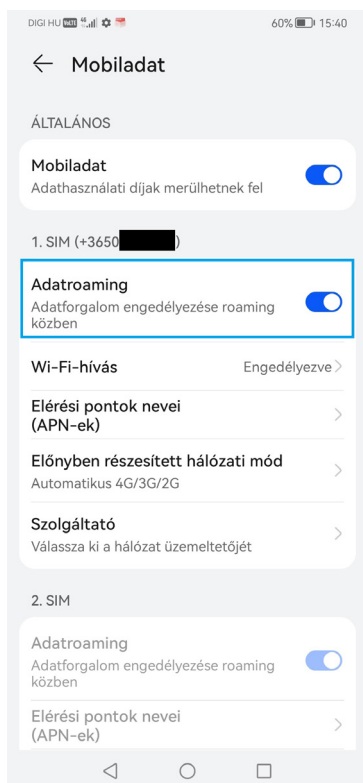 DIGI HU VoLTE 4G 60% 15:40
Mobiladat
ÁLTALÁNOS
Mobiladat
Adathasználati díjak merülhetnek fel
1. SIM (+3650 )
Adatroaming
Adatforgalom engedélyezése roaming
közben
Wi-Fi-hívás Engedélyezve
Elérési pontok nevei
(APN-ek)
Előnyben részesített hálózati mód
Automatikus 4G/3G/2G
Szolgáltató
Válassza ki a hálózat üzemeltetőjét
2. SIM
Adatroaming
Adatforgalom engedélyezése roaming
közben
Elérési pontok nevei
(APN-ek)